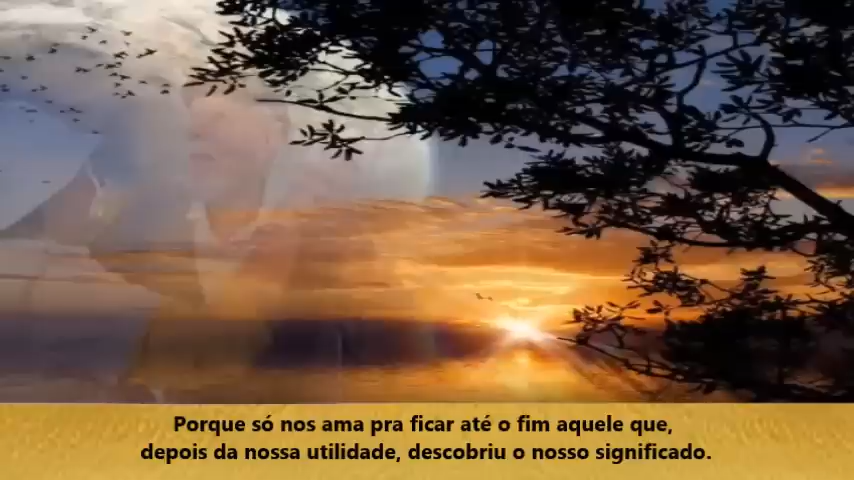 Porque só nos ama pra ficar até o fim aquele que,
depois da nossa utilidade, descobriu o nosso significado.